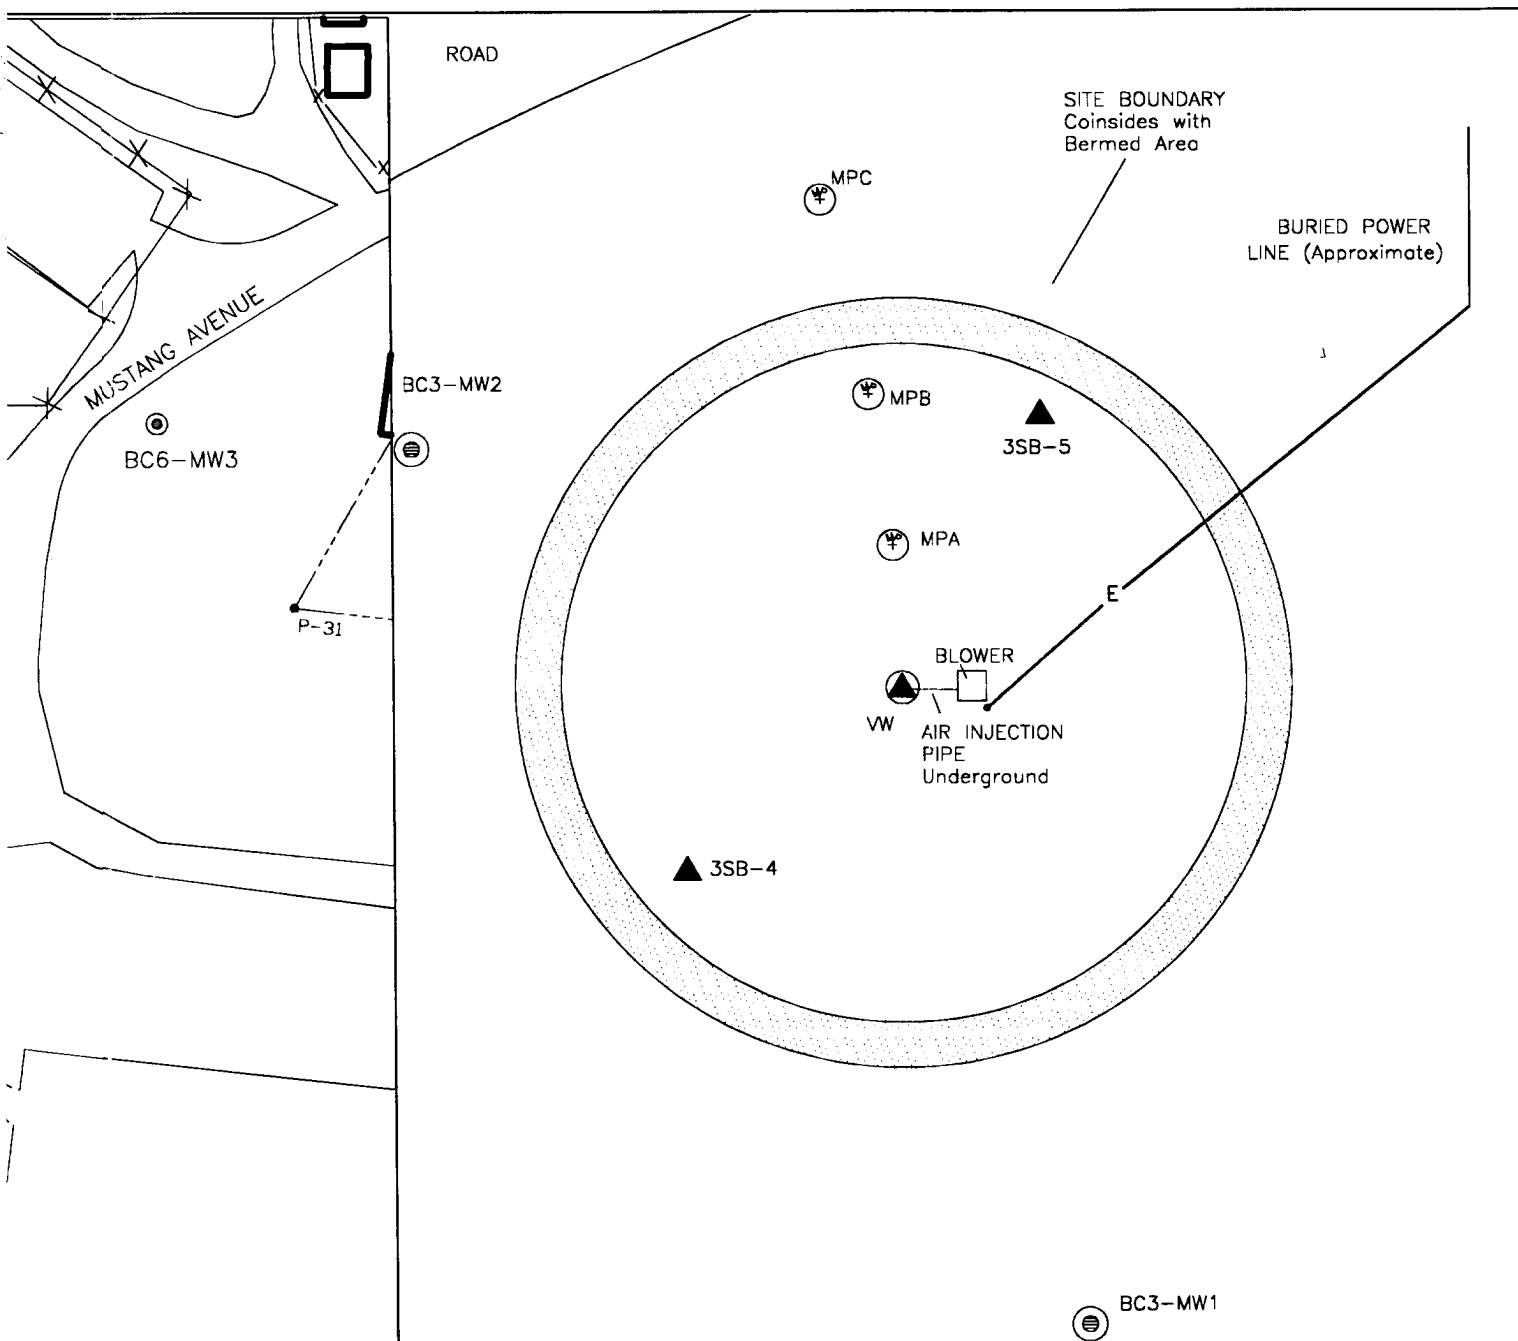 ROAD
SITE BOUNDARY
Coinsides with
Bermed Area
MPC
BURIED POWER
LINE (Approximate)
MUSTANG AVENUE
BC3-MW2
MPB
3SB-5
BC6-MW3
MPA
E
P-31
BLOWER
VW
AIR INJECTION
PIPE
Underground
3SB-4
BC3-MW1